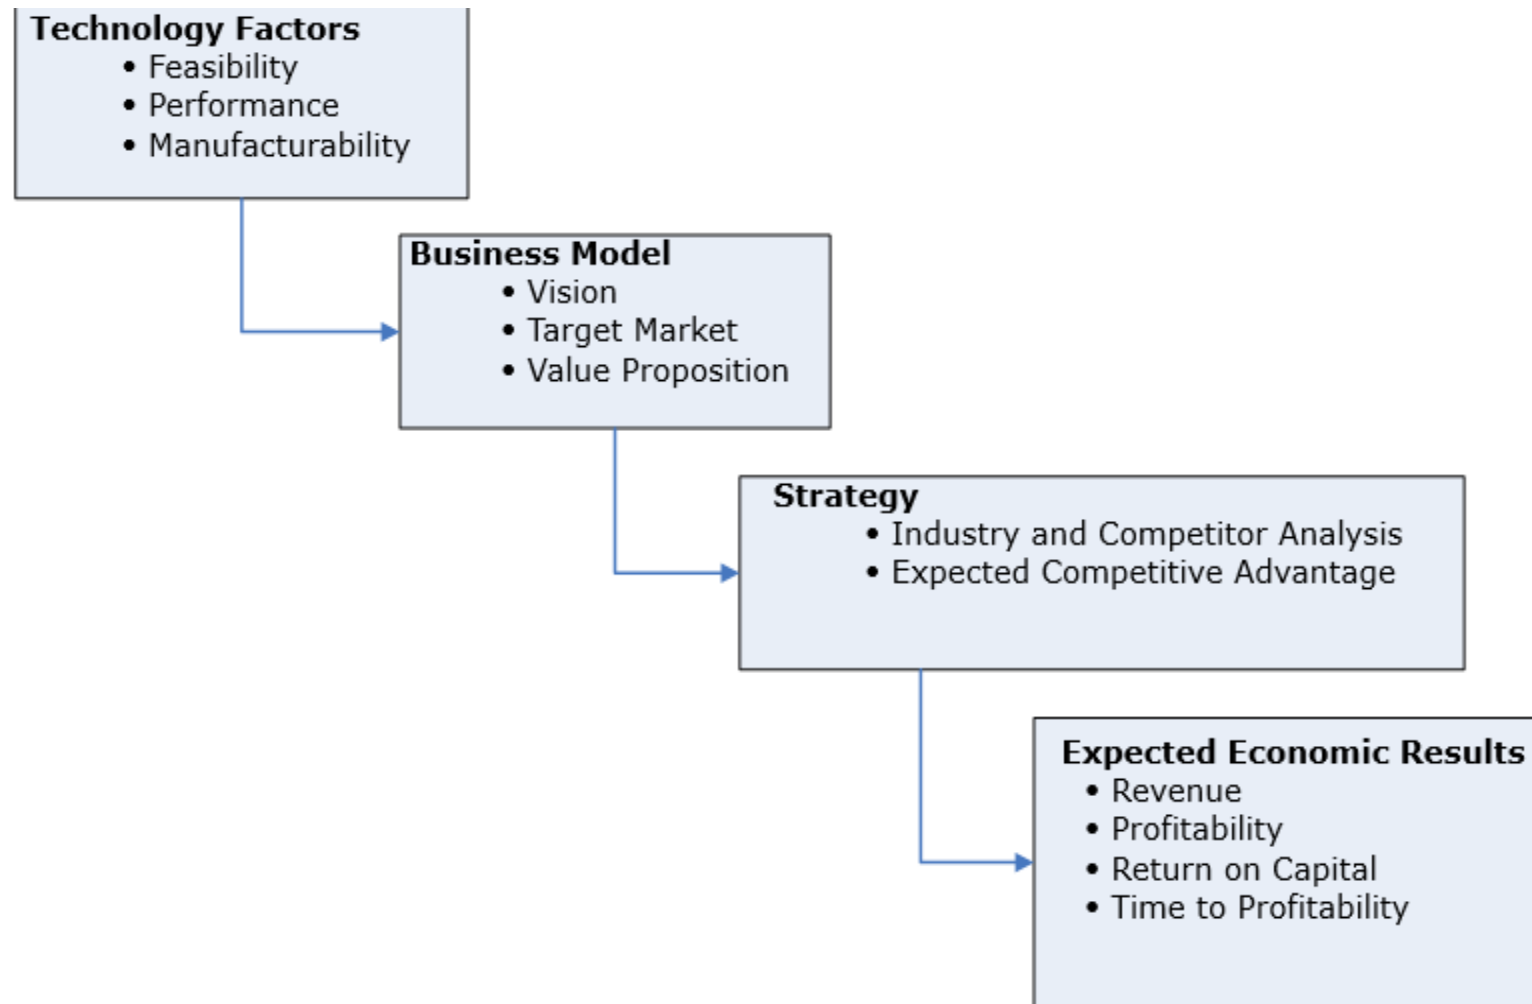 Technology Factors
• Feasibility
• Performance
• Manufacturability
Business Model
• Vision
• Target Market
• Value Proposition
Strategy
• Industry and Competitor Analysis
• Expected Competitive Advantage
Expected Economic Results
• Revenue
• Profitability
• Return on Capital
• Time to Profitability